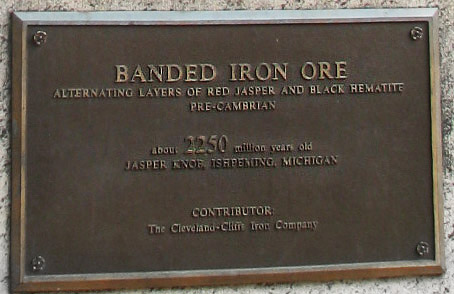 BANDED IRON ORE
ALTERNATING LAYERS OF RED JASPER AND BLACK HEMATITE
PRE-CAMBRIAN
about 2250 million years old
JASPER KNOB, ISHPEMING, MICHIGAN
CONTRIBUTOR:
The Cleveland-Cliffs Iron Company